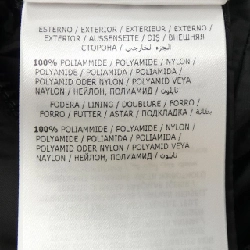 ESTERNO / EXTERIOR / EXTERIEUR / EXTERNO /
EXTERIOR / AUSSENSEITE / DIŞ / ВНЕШНЯЯ
СТОРОНА / الجزء الخارجي
100% POLIAMMIDE / POLYAMIDE / NYLON /
POLYAMIDE / POLIAMIDA / POLIAMIDA /
POLYAMID ODER NYLON / POLYAMID VEYA
NAYLON / НЕЙЛОН, ПОЛИАМИД / نايلون
FODERA / LINING / DOUBLURE / FORRO /
FORRO / FUTTER / ASTAR / ПОДКЛАДКА / بطانة
100% POLIAMMIDE / POLYAMIDE / NYLON /
POLYAMIDE / POLIAMIDA / POLIAMIDA /
POLYAMID ODER NYLON / POLYAMID VEYA
NAYLON / НЕЙЛОН, ПОЛИАМИД / نايلون